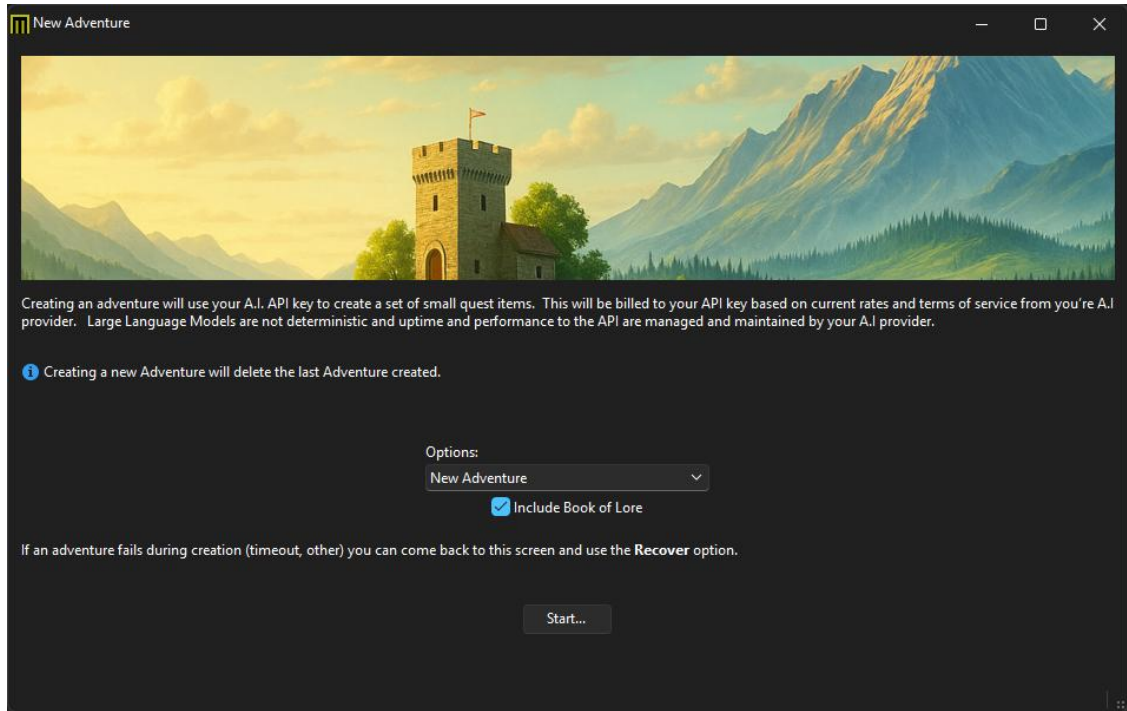 New Adventure
Creating an adventure will use your A.I. API key to create a set of small quest items.  This will be billed to your API key based on current rates and terms of service from you're A.I
provider.   Large Language Models are not deterministic and uptime and performance to the API are managed and maintained by your A.I provider.
Creating a new Adventure will delete the last Adventure created.
Options:
New Adventure
Include Book of Lore
If an adventure fails during creation (timeout, other) you can come back to this screen and use the Recover option.
Start...